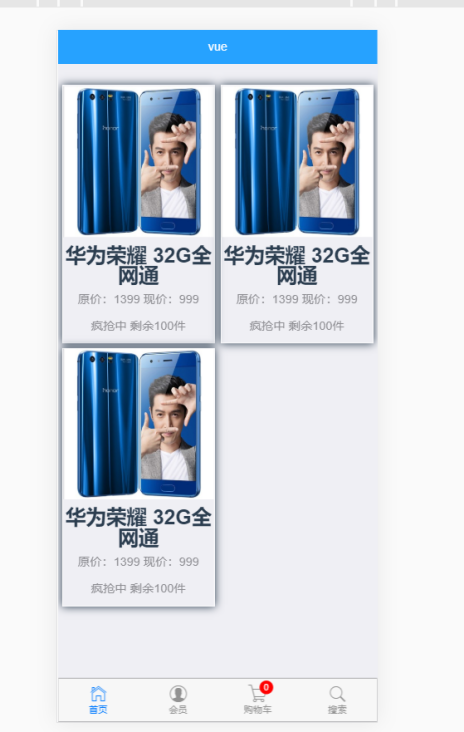 vue
honor
honor
华为荣耀 32G全
网通
华为荣耀 32G全
网通
原价：1399 现价：999
原价：1399 现价：999
疯抢中 剩余100件
疯抢中 剩余100件
honor
华为荣耀 32G全
网通
原价：1399 现价：999
疯抢中 剩余100件
0
首页
会员
购物车
搜索